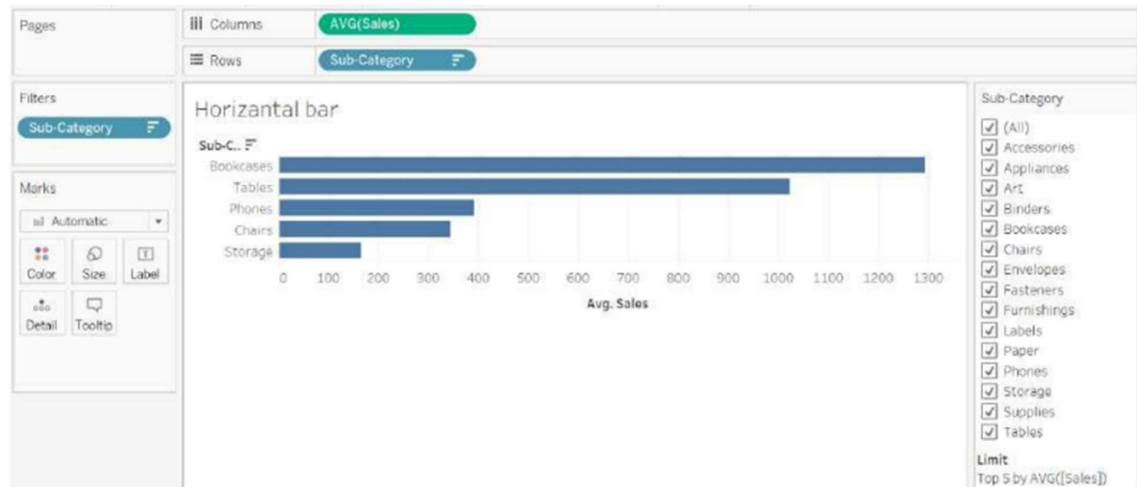 Pages
Columns
AVG(Sales)
Rows
Sub-Category
Filters
Sub-Category
Marks
Automatic
Color
Size
Label
Detail
Tooltip
Horizantal bar
Sub-C..
Bookcases
Tables
Phones
Chairs
Storage
0 100 200 300 400 500 600 700 800 900 1000 1100 1200 1300
Avg. Sales
Sub-Category
(All)
Accessories
Appliances
Art
Binders
Bookcases
Chairs
Envelopes
Fasteners
Furnishings
Labels
Paper
Phones
Storage
Supplies
Tables
Limit
Top 5 by AVG([Sales])